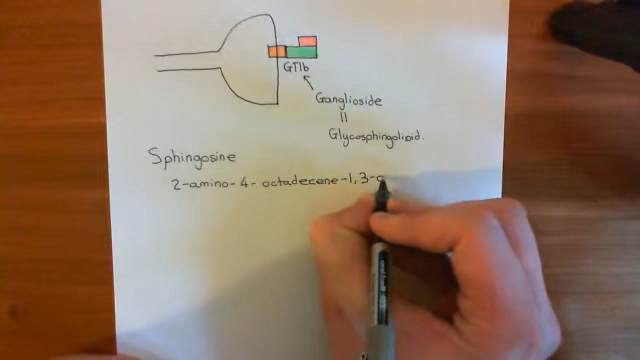 GT1b
Ganglioside
=
Glycosphingolipid.
Sphingosine
2-amino-4-octadecene-1,3-